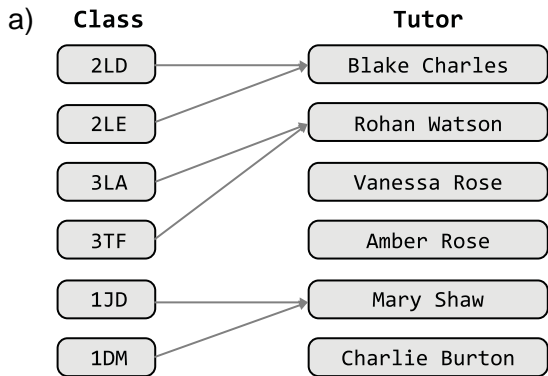 a) Class Tutor
2LD Blake Charles
2LE Rohan Watson
3LA Vanessa Rose
3TF Amber Rose
1JD Mary Shaw
1DM Charlie Burton